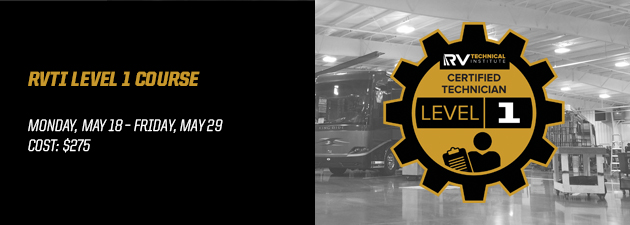 RVTI LEVEL 1 COURSE
MONDAY, MAY 18 – FRIDAY, MAY 29
COST: $275
RV TECHNICAL
INSTITUTE
CERTIFIED
TECHNICIAN
LEVEL 1